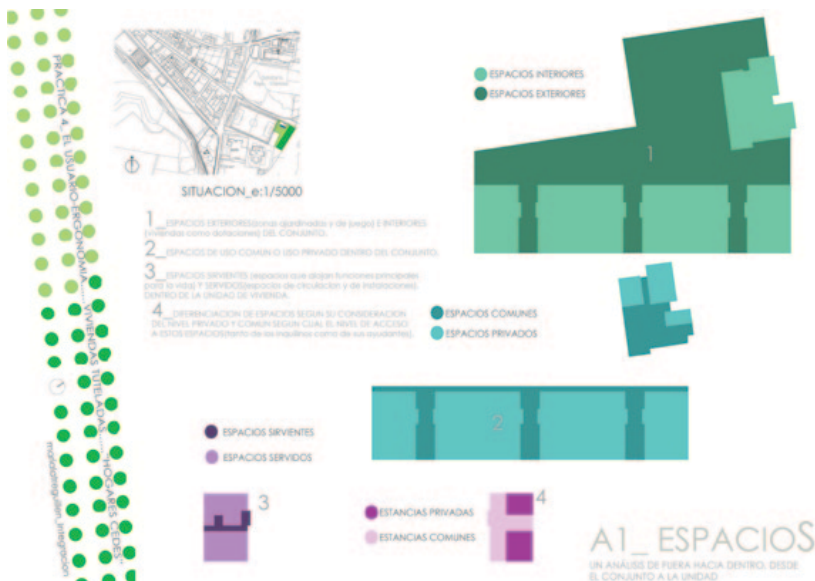 PRACTICA 4_ EL USUARIO-ERGONOMIA......VIVIENDAS TUTELADAS......."HOGARES CEDES"
SITUACION_e:1/5000
ESPACIOS INTERIORES
ESPACIOS EXTERIORES
1
1__ESPACIOS EXTERIORES(zonas ajardinadas y de juego) E INTERIORES
(viviendas como dotaciones) DEL CONJUNTO.
2__ESPACIOS DE USO COMUN O USO PRIVADO DENTRO DEL CONJUNTO.
3__ESPACIOS SIRVIENTES (espacios que alojan funciones principales
para la vida) Y SERVIDOS(espacios de circulacion y de instalaciones),
DENTRO DE LA UNIDAD DE VIVIENDA.
4__DIFERENCIACION DE ESPACIOS SEGUN SU CONSIDERACION
DEL NIVEL PRIVADO Y COMUN SEGUN CUAL EL NIVEL DE ACCESO
A ESTOS ESPACIOS(tanto de los inquilinos como de sus ayudantes).
ESPACIOS COMUNES
ESPACIOS PRIVADOS
2
ESPACIOS SIRVIENTES
ESPACIOS SERVIDOS
3
ESTANCIAS PRIVADAS
ESTANCIAS COMUNES
4
A1_ ESPACIOS
UN ANÁLISIS DE FUERA HACIA DENTRO, DESDE
EL CONJUNTO A LA UNIDAD